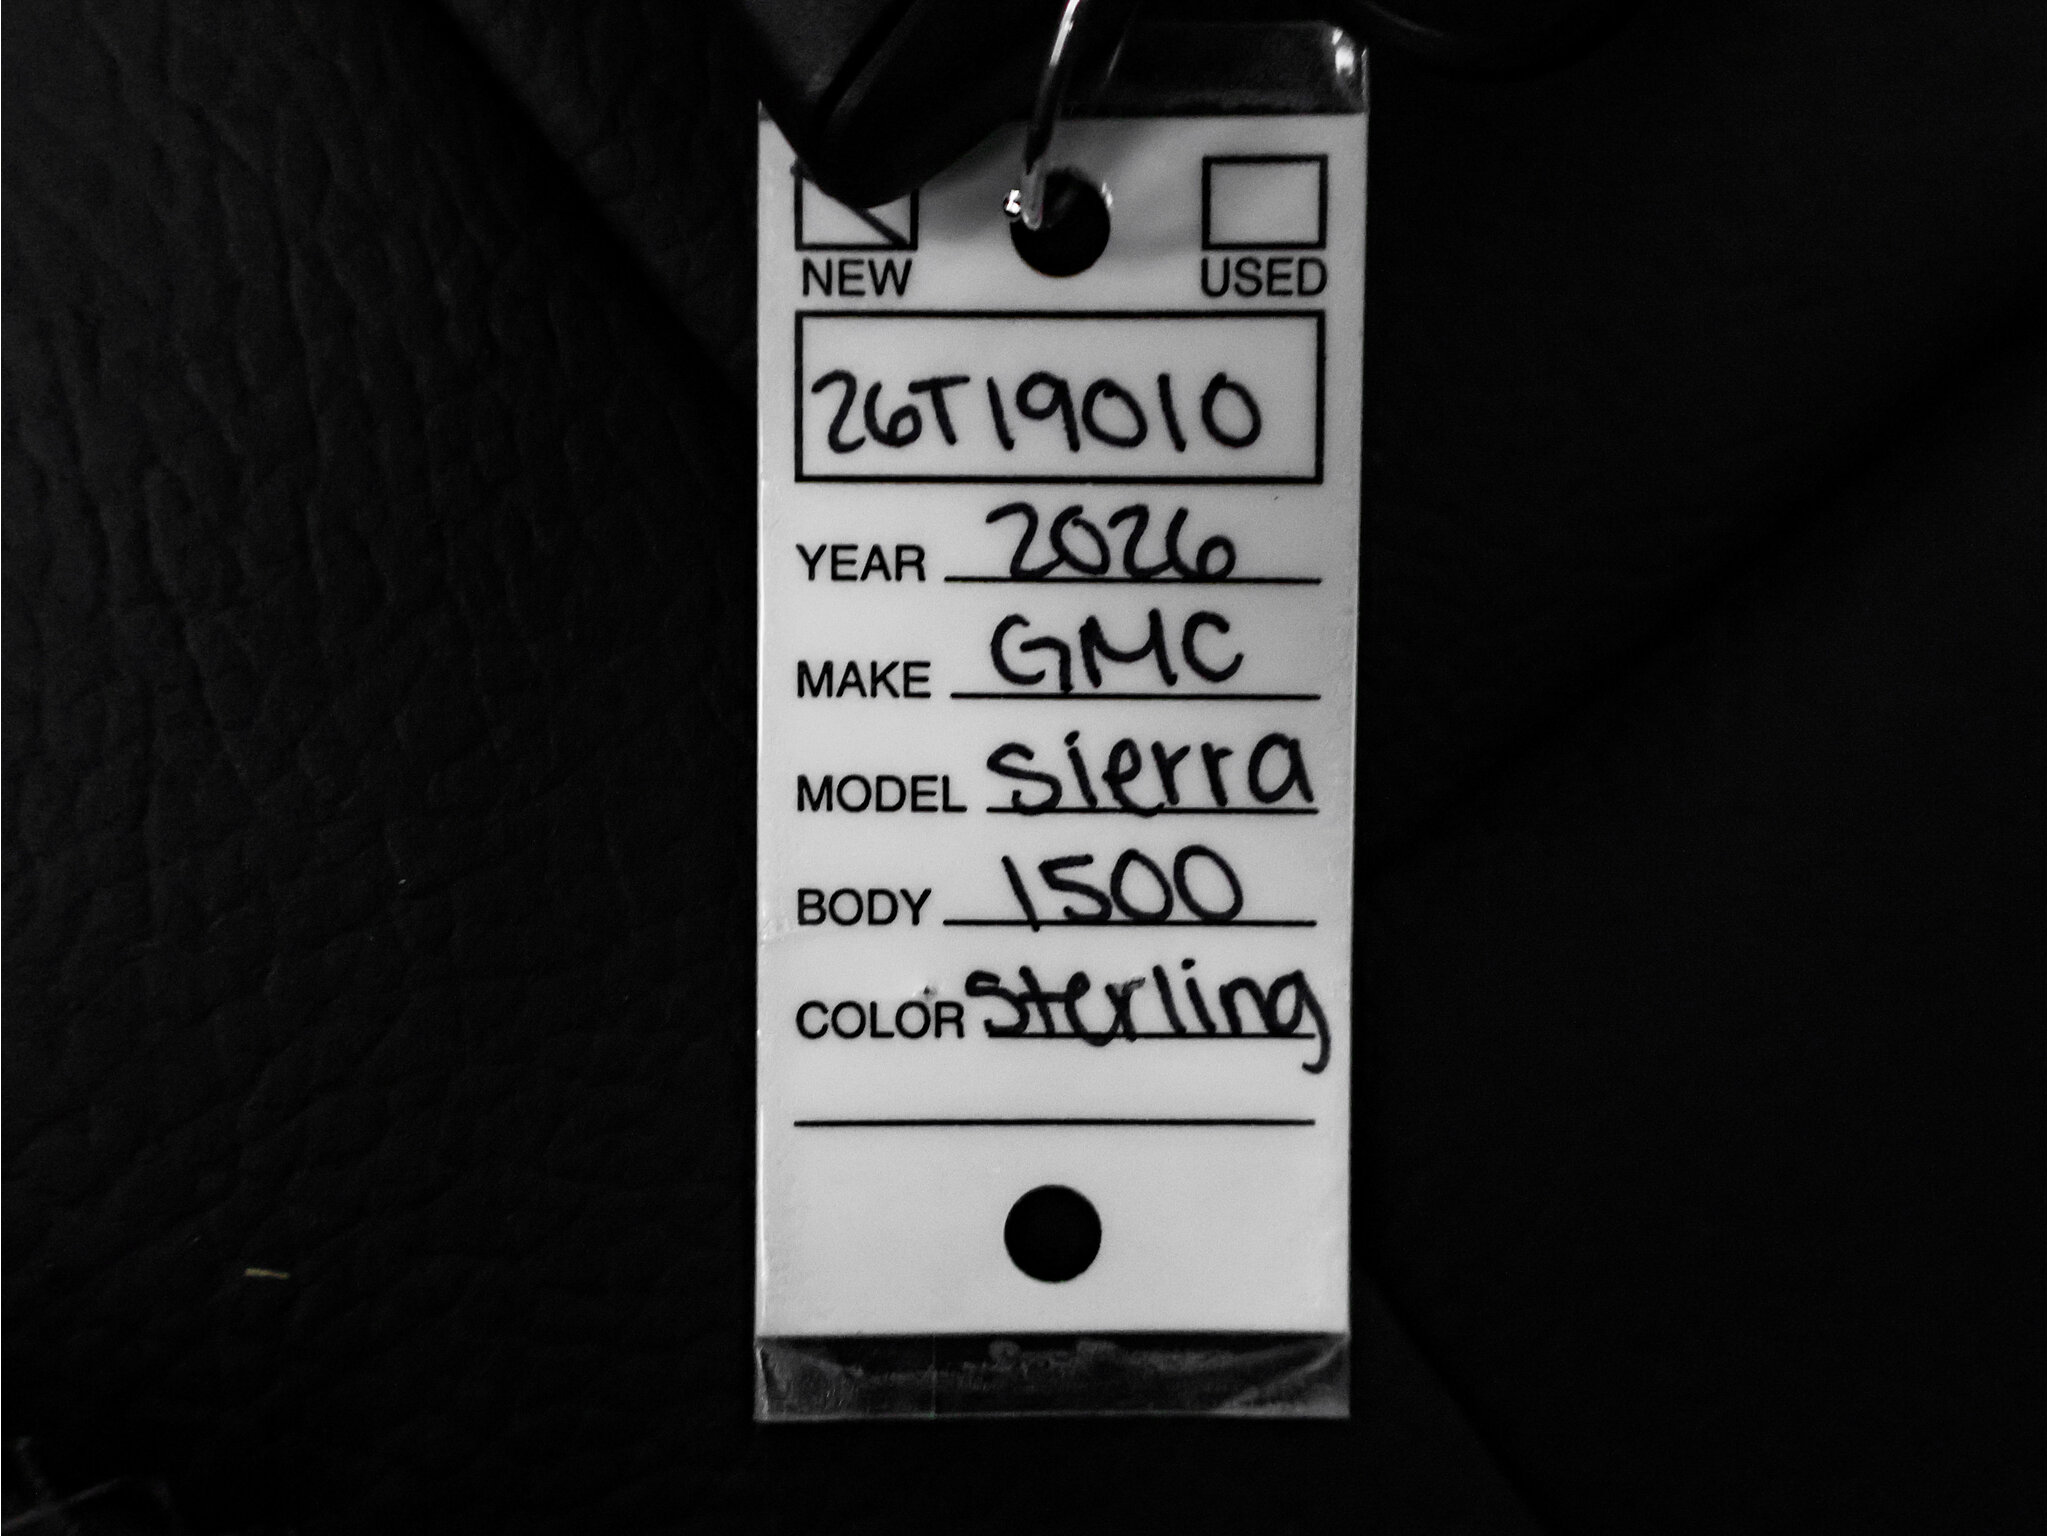 NEW USED
26T19010
YEAR 2026
MAKE GMC
MODEL Sierra
BODY 1500
COLOR Sterling